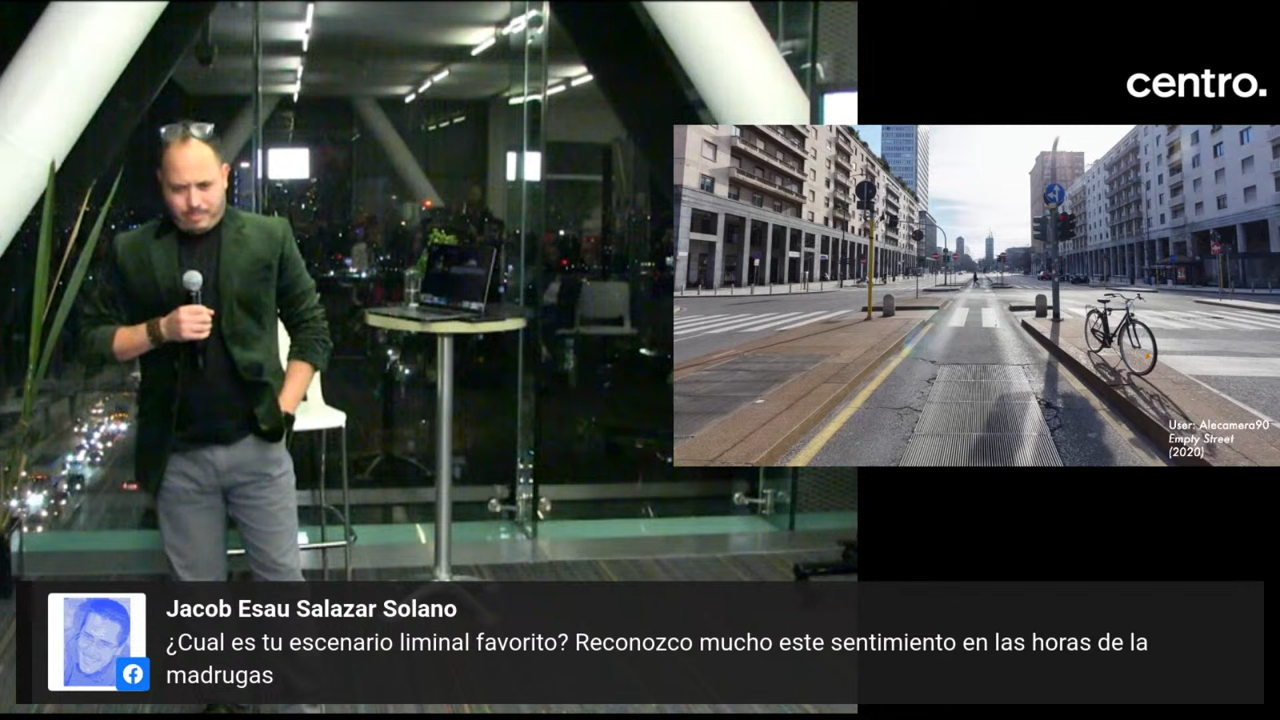 centro.
User: Alecamera90
Empty Street
(2020)
Jacob Esau Salazar Solano
¿Cual es tu escenario liminal favorito? Reconozco mucho este sentimiento en las horas de la
madrugas